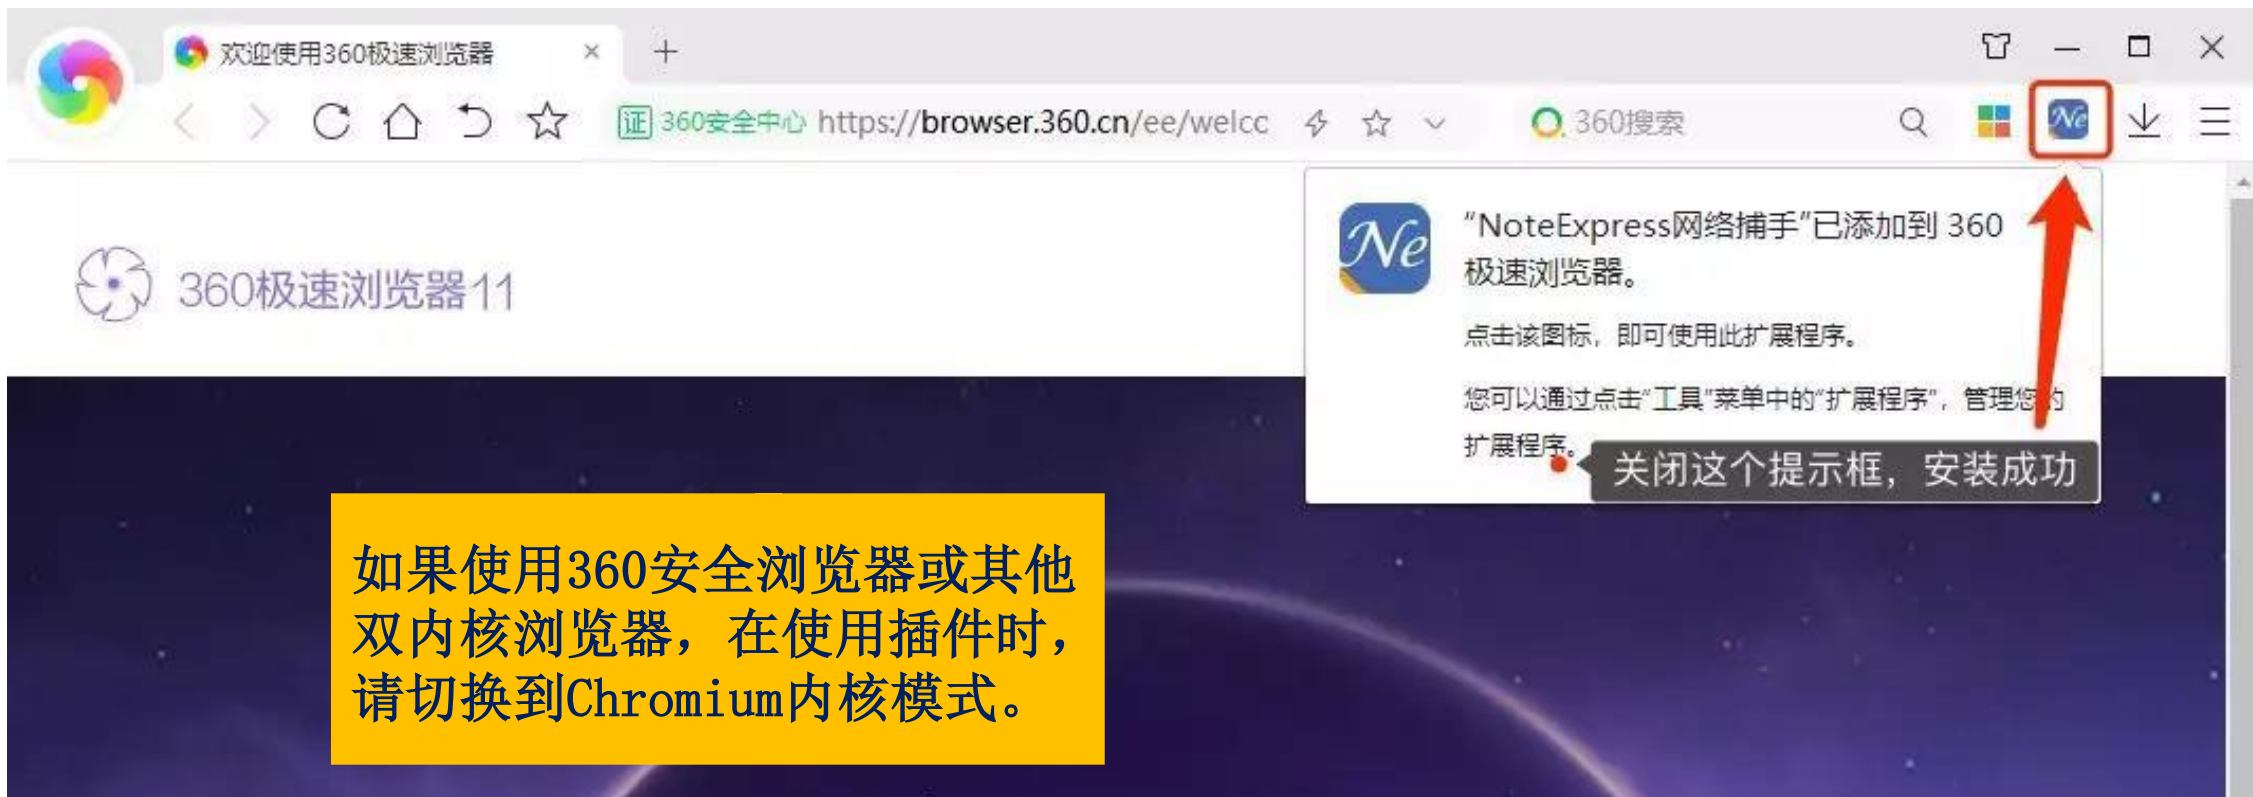 欢迎使用360极速浏览器
证 360安全中心 https://browser.360.cn/ee/welcc
360搜索
Ne
360极速浏览器11
Ne
“NoteExpress网络捕手”已添加到 360
极速浏览器。
点击该图标，即可使用此扩展程序。
您可以通过点击“工具”菜单中的“扩展程序”，管理您的
扩展程序。
关闭这个提示框，安装成功
如果使用360安全浏览器或其他
双内核浏览器，在使用插件时，
请切换到Chromium内核模式。